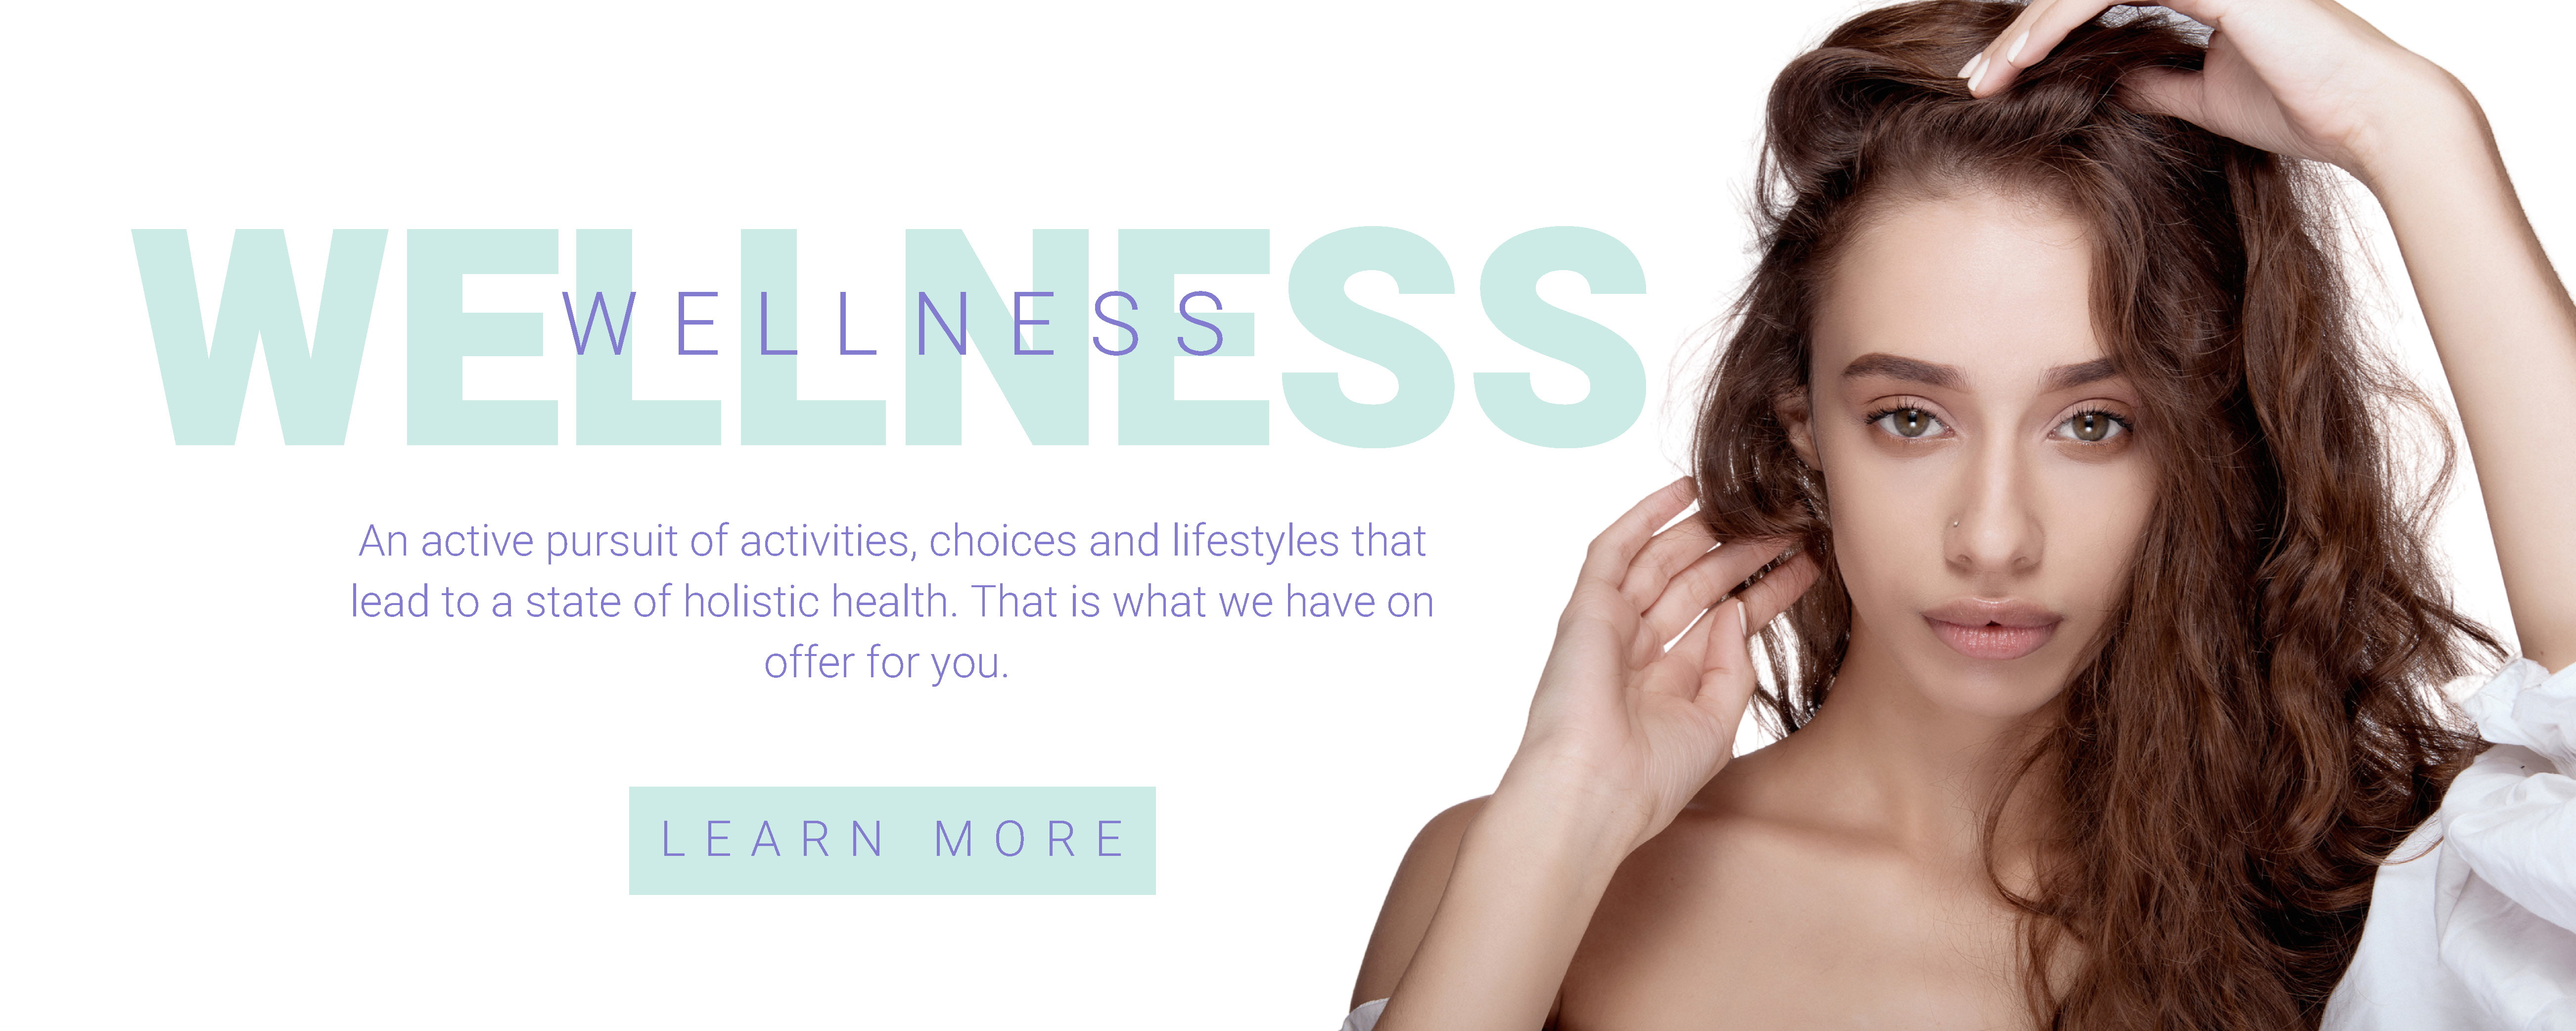 WELLNESS
WELLNESS
An active pursuit of activities, choices and lifestyles that
lead to a state of holistic health. That is what we have on
offer for you.
LEARN MORE